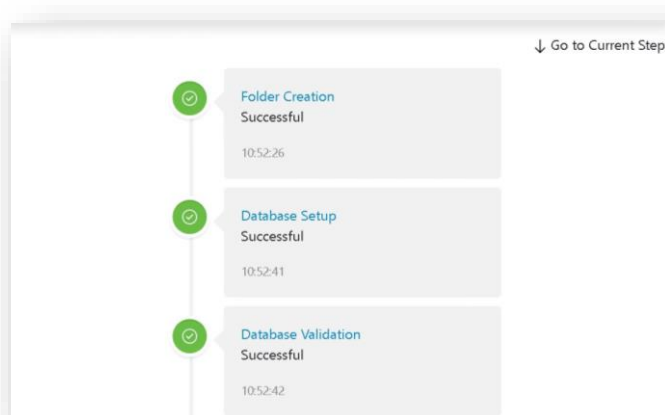 ↓ Go to Current Step
Folder Creation
Successful
10:52:26
Database Setup
Successful
10:52:41
Database Validation
Successful
10:52:42